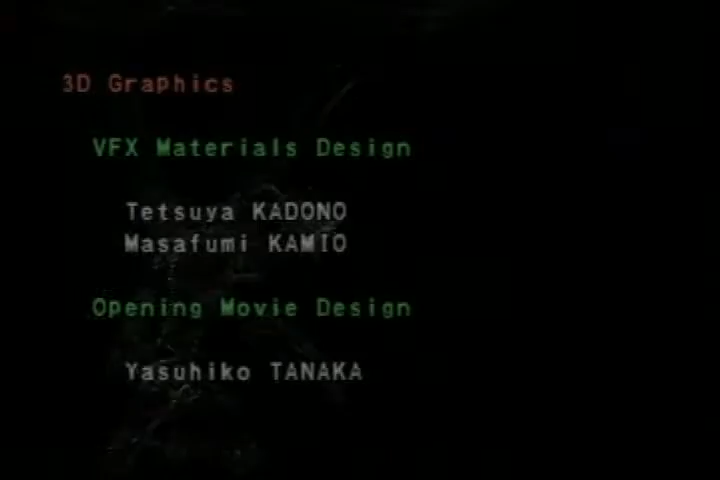 3D Graphics
VFX Materials Design
Tetsuya KADONO
Masafumi KAMIO
Opening Movie Design
Yasuhiko TANAKA